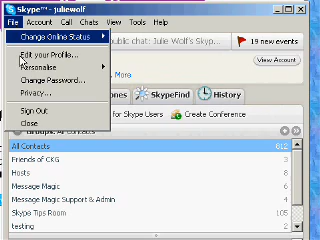 Skype™ - juliewolf
File Account Call Chats View Tools Help
Change Online Status
public chat: Julie Wolf's Skyp...
19 new events
Edit your Profile...
View Account
Personalise
More
Change Password...
Privacy...
ones SkypeFind History
Sign Out
for Skype Users Create Conference
Close
All Contacts 612
Friends of CKG 3
Hosts 8
Message Magic 6
Message Magic Support & Admin 4
Skype Tips Room 105
testing 2